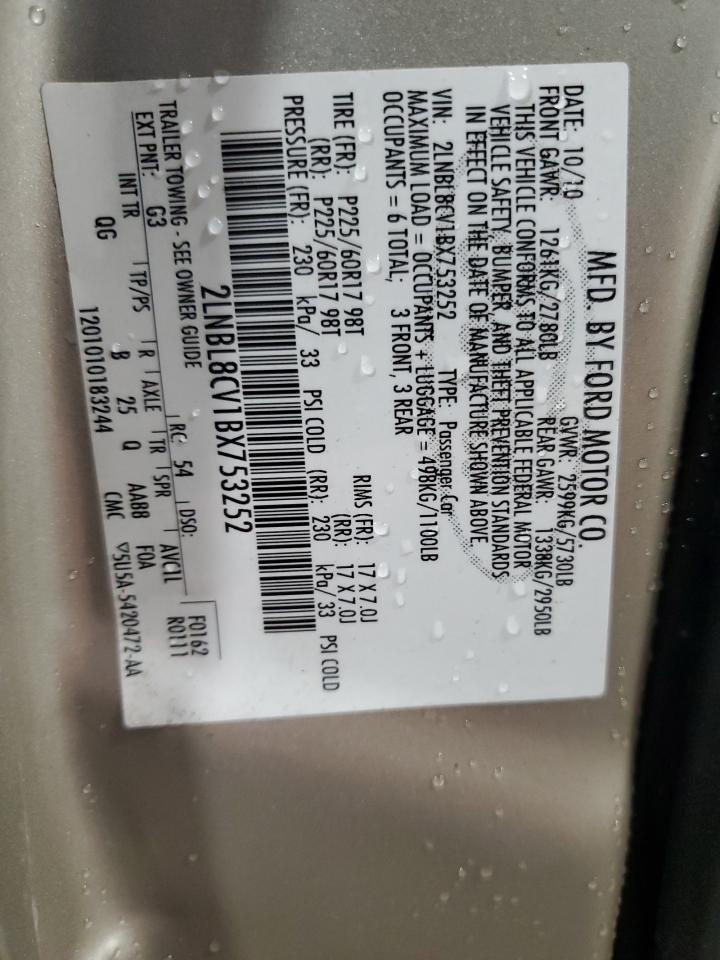 MFD. BY FORD MOTOR CO.
DATE: 10/10 GVWR: 2599KG/5730LB
FRONT GAWR: 1261KG/2780LB REAR GAWR: 1338KG/2950LB
THIS VEHICLE CONFORMS TO ALL APPLICABLE FEDERAL MOTOR
VEHICLE SAFETY, BUMPER, AND THEFT PREVENTION STANDARDS
IN EFFECT ON THE DATE OF MANUFACTURE SHOWN ABOVE.
VIN: 2LNBL8CV1BX753252 TYPE: Passenger Car
MAXIMUM LOAD = OCCUPANTS + LUGGAGE = 498KG/1100LB
OCCUPANTS = 6 TOTAL; 3 FRONT, 3 REAR
TIRE (FR): P225/60R17 98T RIMS (FR): 17 X 7.0J
(RR): P225/60R17 98T (RR): 17 X 7.0J
PRESSURE (FR): 230 kPa/ 33 PSI COLD (RR): 230 kPa/ 33 PSI COLD
2LNBL8CV1BX753252
F0162
TRAILER TOWING - SEE OWNER GUIDE RC: 54 DSO: R0111
EXT PNT: G3
INT TR TP/PS R AXLE TR SPR AVC1L
QG B 25 Q AABB FOA
1201010183244 CMC ▽5U5A-5420472-AA